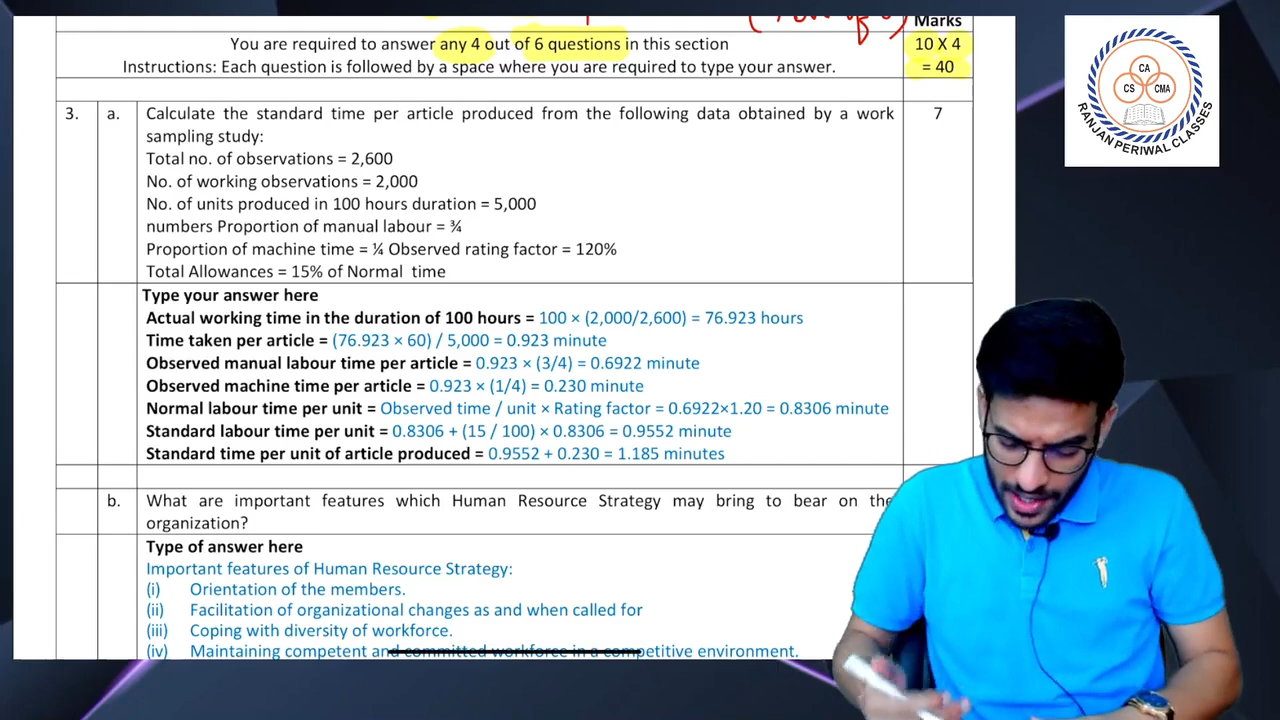 Marks
You are required to answer any 4 out of 6 questions in this section
10 X 4
Instructions: Each question is followed by a space where you are required to type your answer.
= 40
3.
a.
Calculate the standard time per article produced from the following data obtained by a work
sampling study:
Total no. of observations = 2,600
No. of working observations = 2,000
No. of units produced in 100 hours duration = 5,000
numbers Proportion of manual labour = ¾
Proportion of machine time = ¼ Observed rating factor = 120%
Total Allowances = 15% of Normal time
7
Type your answer here
Actual working time in the duration of 100 hours = 100 × (2,000/2,600) = 76.923 hours
Time taken per article = (76.923 × 60) / 5,000 = 0.923 minute
Observed manual labour time per article = 0.923 × (3/4) = 0.6922 minute
Observed machine time per article = 0.923 × (1/4) = 0.230 minute
Normal labour time per unit = Observed time / unit × Rating factor = 0.6922×1.20 = 0.8306 minute
Standard labour time per unit = 0.8306 + (15 / 100) × 0.8306 = 0.9552 minute
Standard time per unit of article produced = 0.9552 + 0.230 = 1.185 minutes
b.
What are important features which Human Resource Strategy may bring to bear on the
organization?
Type of answer here
Important features of Human Resource Strategy:
(i) Orientation of the members.
(ii) Facilitation of organizational changes as and when called for
(iii) Coping with diversity of workforce.
(iv) Maintaining competent and committed workforce in a competitive environment.
CA
CS
CMA
RANJAN PERIWAL CLASSES